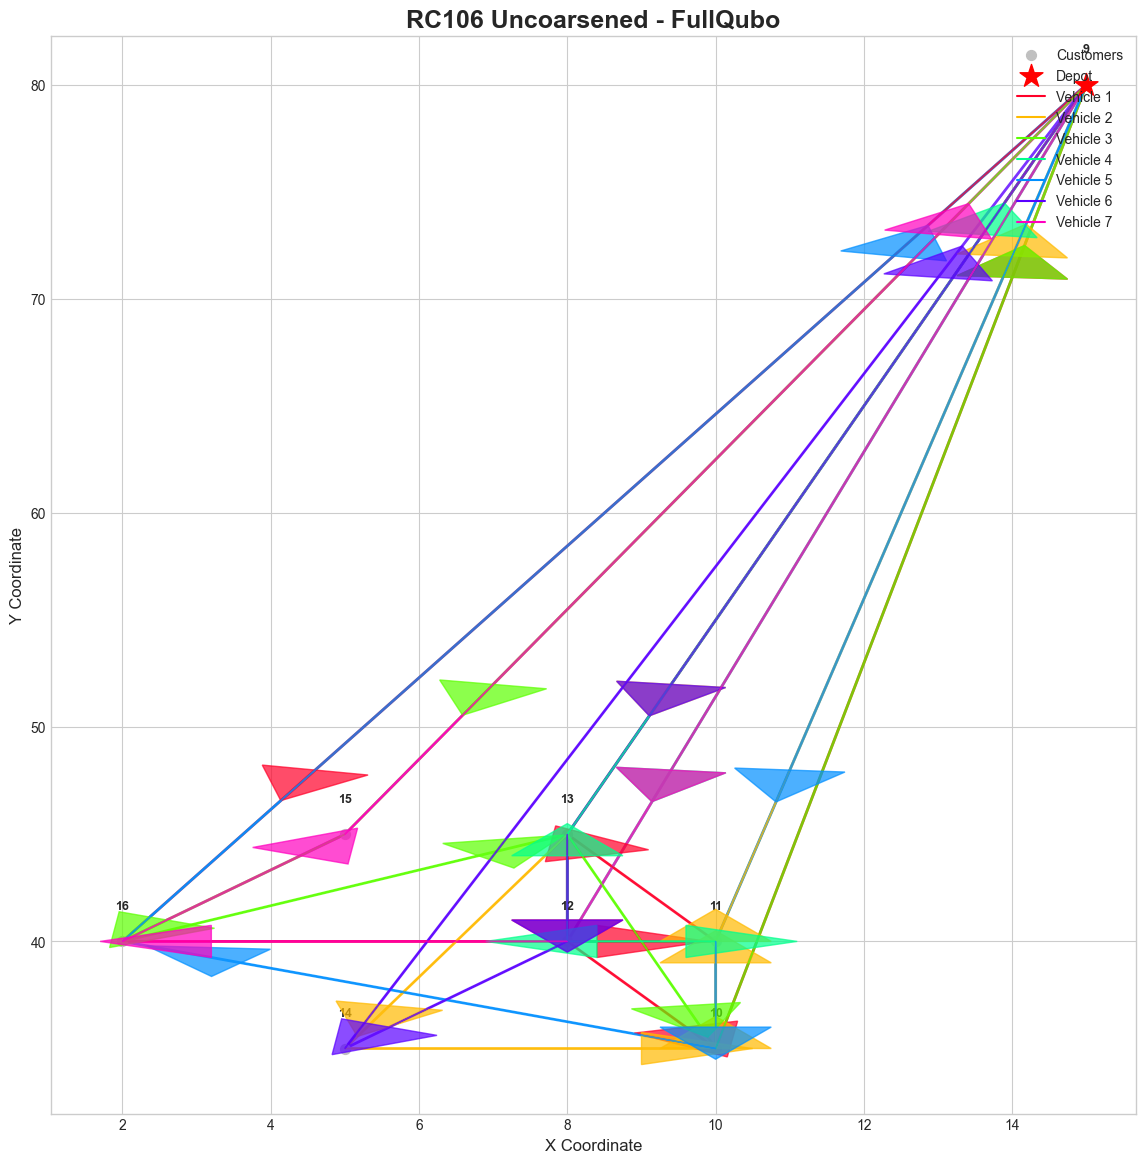 RC106 Uncoarsened - FullQubo
9
Customers
Depot
Vehicle 1
Vehicle 2
Vehicle 3
Vehicle 4
Vehicle 5
Vehicle 6
Vehicle 7
80
70
60
50
40
Y Coordinate
15
13
16
12
11
14
10
2
4
6
8
10
12
14
X Coordinate